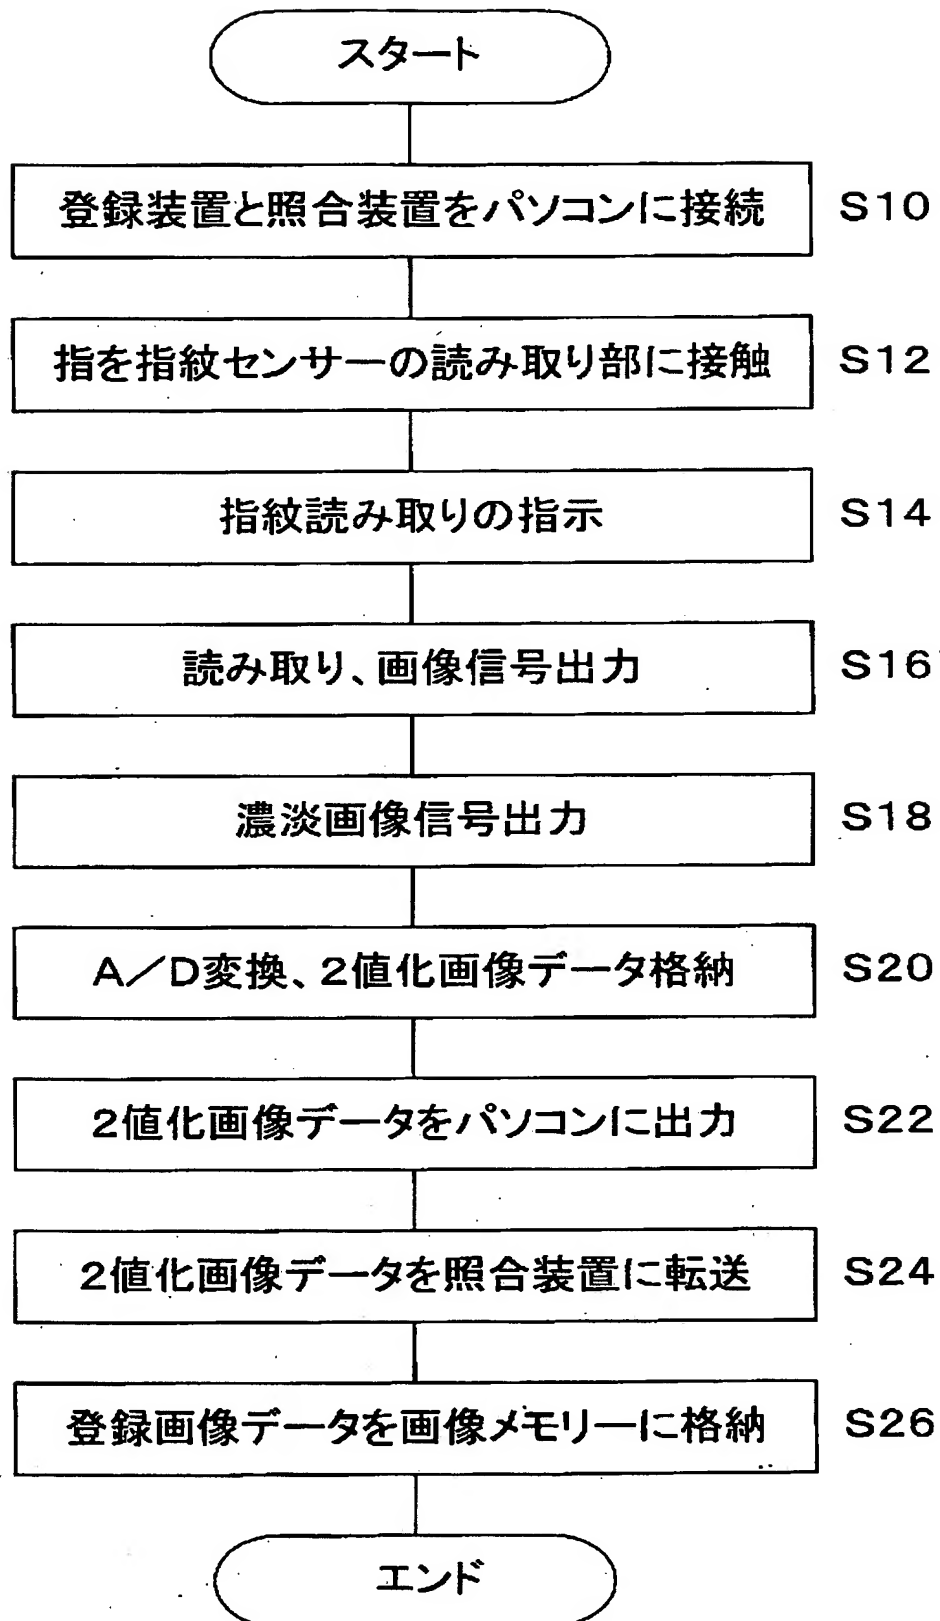 スタート
登録装置と照合装置をパソコンに接続 S10
指を指紋センサーの読み取り部に接触 S12
指紋読み取りの指示 S14
読み取り、画像信号出力 S16
濃淡画像信号出力 S18
A／D変換、2値化画像データ格納 S20
2値化画像データをパソコンに出力 S22
2値化画像データを照合装置に転送 S24
登録画像データを画像メモリーに格納 S26
エンド